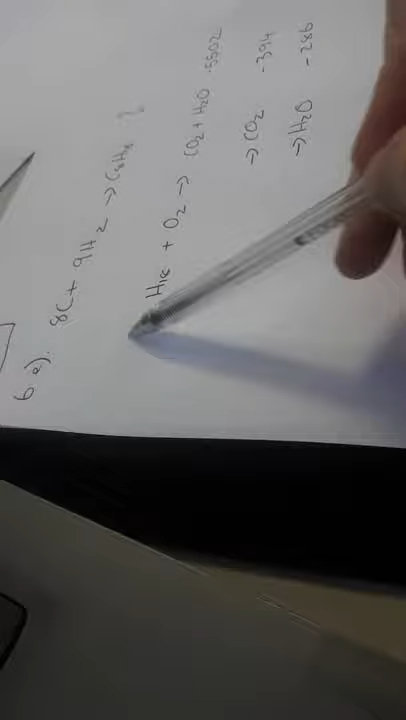 6. a). 8C + 9H2 → C8H18 ?
H18 + O2 → CO2 + H2O -5502
→ CO2 -394
→ H2O -286